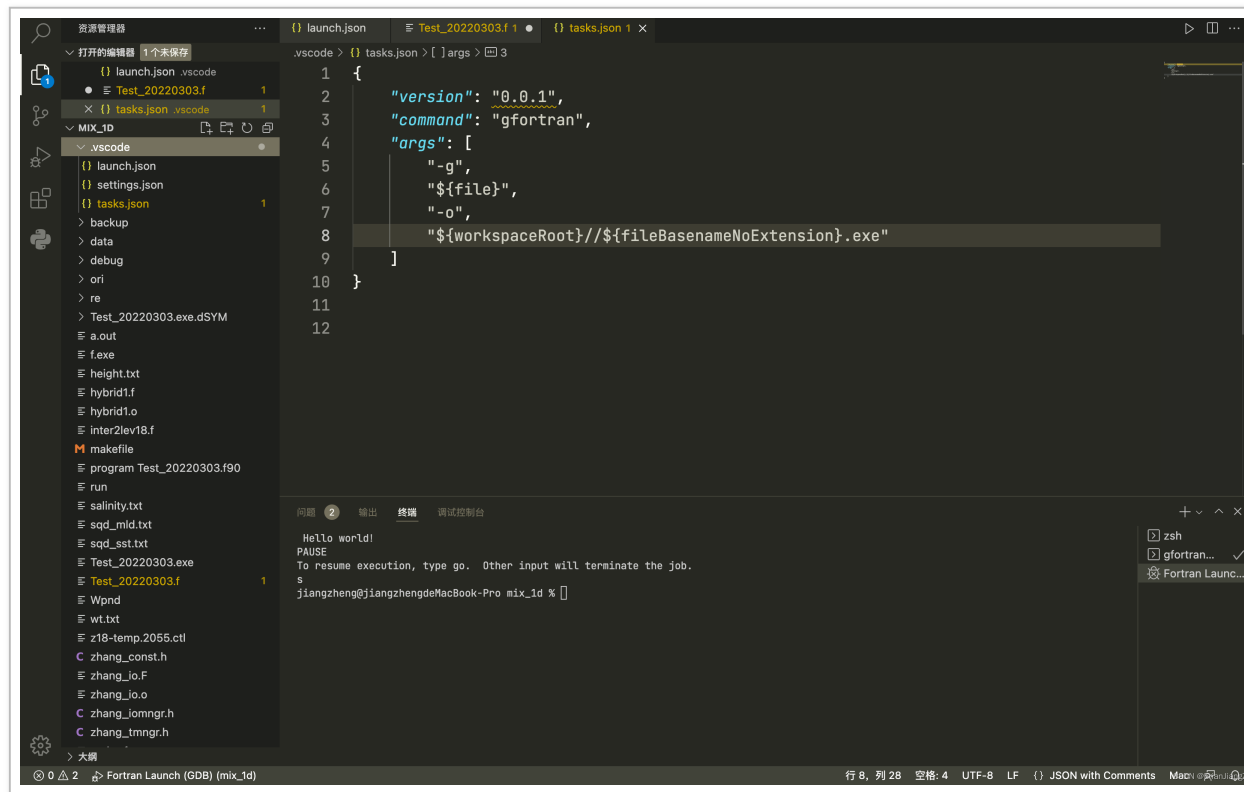 资源管理器 ···
打开的编辑器 1个未保存
{} launch.json .vscode
Test_20220303.f 1
{} tasks.json .vscode 1
MIX_1D
.vscode
{} launch.json
{} settings.json
{} tasks.json 1
backup
data
debug
ori
re
Test_20220303.exe.dSYM
a.out
f.exe
height.txt
hybrid1.f
hybrid1.o
inter2lev18.f
makefile
program Test_20220303.f90
run
salinity.txt
sqd_mld.txt
sqd_sst.txt
Test_20220303.exe
Test_20220303.f 1
Wpnd
wt.txt
z18-temp.2055.ctl
zhang_const.h
zhang_io.F
zhang_io.o
zhang_iomngr.h
zhang_tmngr.h
大纲
{} launch.json Test_20220303.f 1 {} tasks.json 1
.vscode > {} tasks.json > [ ] args > 3
1 {
2 "version": "0.0.1",
3 "command": "gfortran",
4 "args": [
5 "-g",
6 "${file}",
7 "-o",
8 "${workspaceRoot}//${fileBasenameNoExtension}.exe"
9 ]
10 }
11
12
问题 2 输出 终端 调试控制台
Hello world!
PAUSE
To resume execution, type go.  Other input will terminate the job.
s
jiangzheng@jiangzhengdeMacBook-Pro mix_1d %
zsh
gfortran...
Fortran Launc...
0 2 Fortran Launch (GDB) (mix_1d) 行 8，列 28 空格: 4 UTF-8 LF {} JSON with Comments